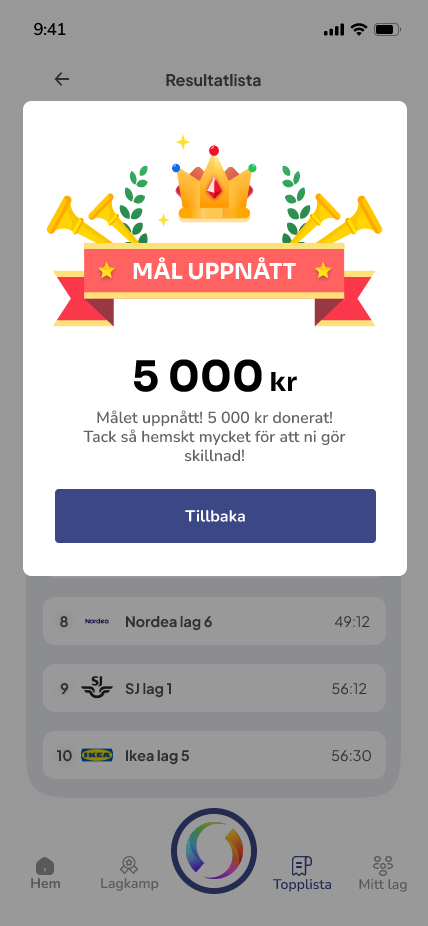 9:41
Resultatlista
MÅL UPPNÅTT
5 000 kr
Målet uppnått! 5 000 kr donerat!
Tack så hemskt mycket för att ni gör
skillnad!
Tillbaka
8 Nordea Nordea lag 6 49:12
9 SJ SJ lag 1 56:12
10 IKEA Ikea lag 5 56:30
Hem Lagkamp Topplista Mitt lag